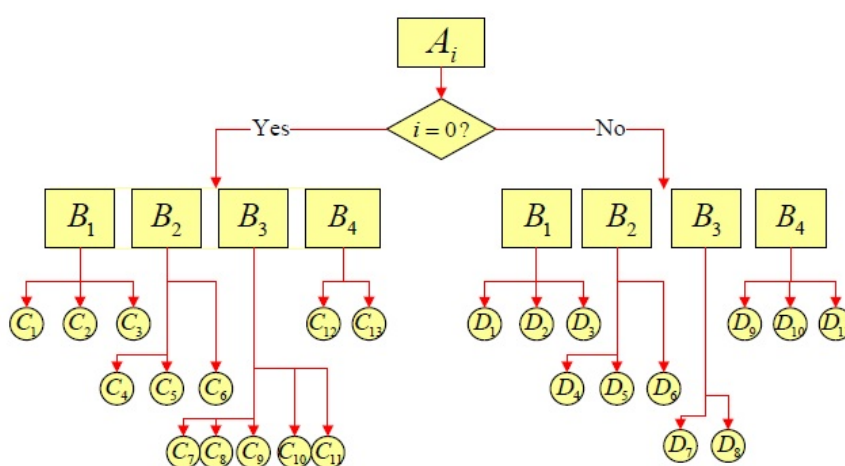 A_i
i = 0 ?
Yes No
B_1 B_2 B_3 B_4 B_1 B_2 B_3 B_4
C_1 C_2 C_3 C_12 C_13 D_1 D_2 D_3 D_9 D_10 D_1
C_4 C_5 C_6 D_4 D_5 D_6
C_7 C_8 C_9 C_10 C_11 D_7 D_8